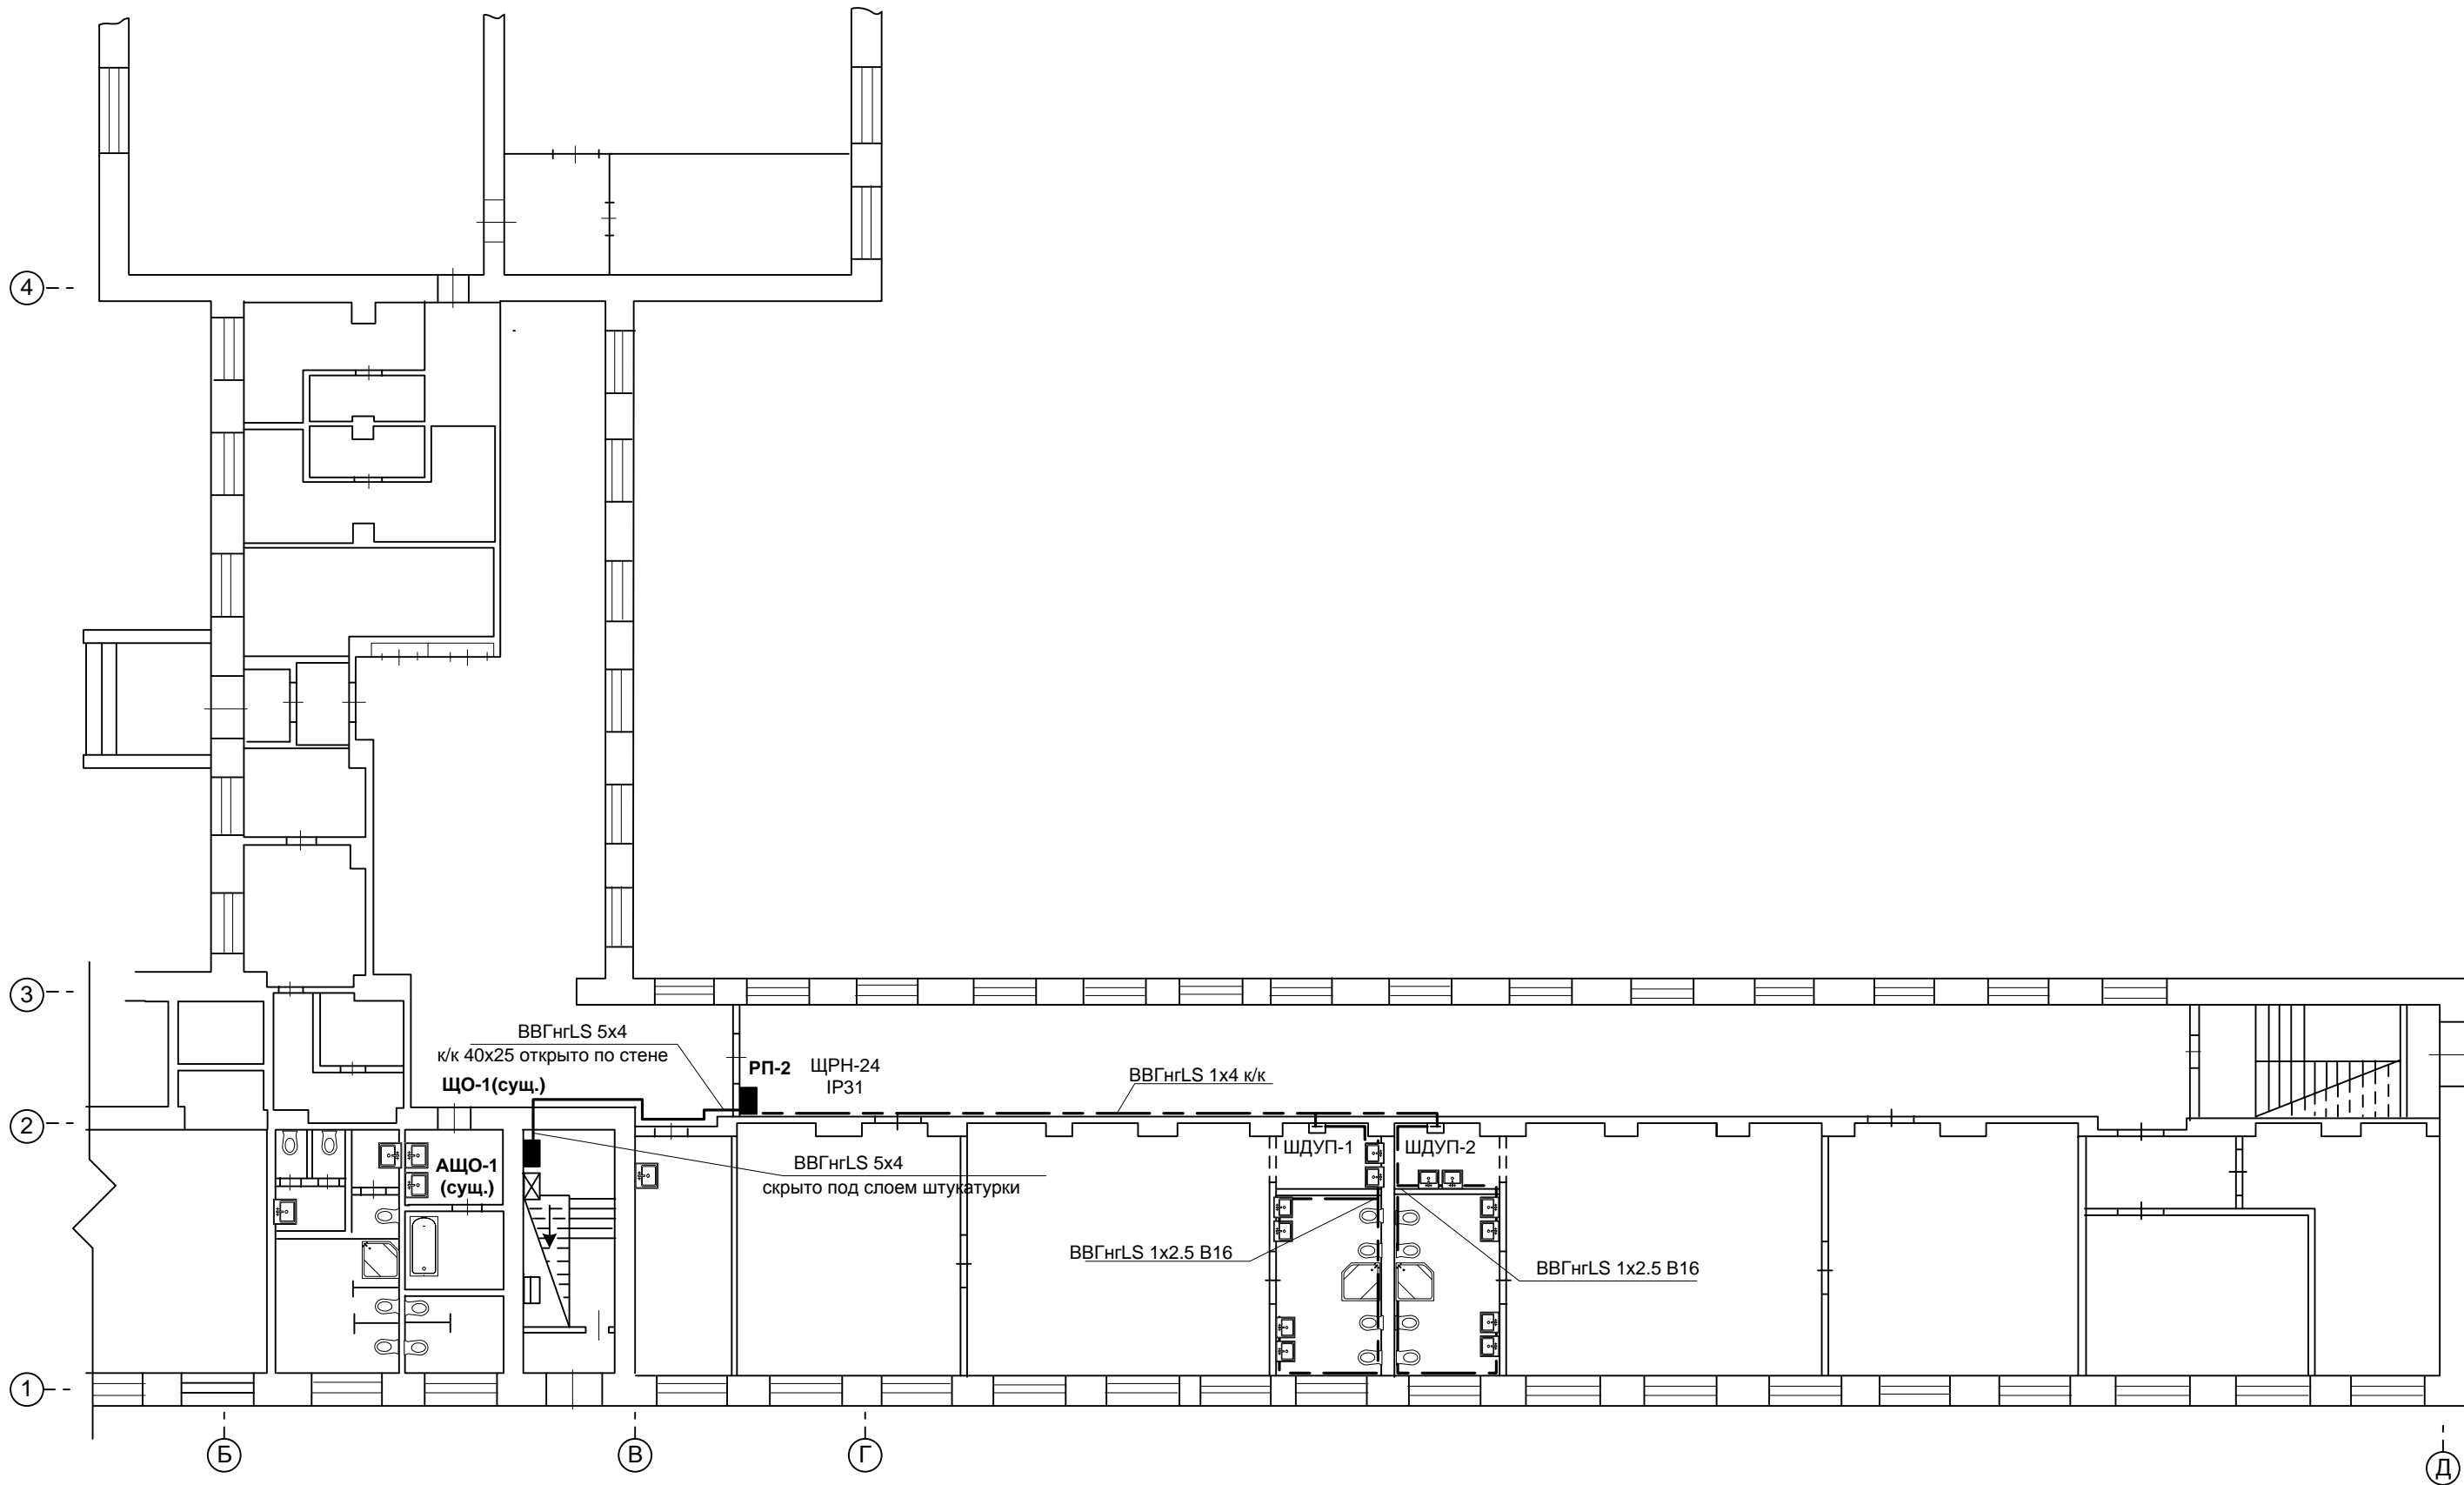 4
3
ВВГнгLS 5x4
к/к 40х25 открыто по стене
ЩО-1(сущ.)
РП-2
ЩРН-24
IP31
ВВГнгLS 1x4 к/к
2
АЩО-1
(сущ.)
ВВГнгLS 5x4
скрыто под слоем штукатурки
ШДУП-1
ШДУП-2
ВВГнгLS 1x2.5 В16
ВВГнгLS 1x2.5 В16
1
Б
В
Г
Д